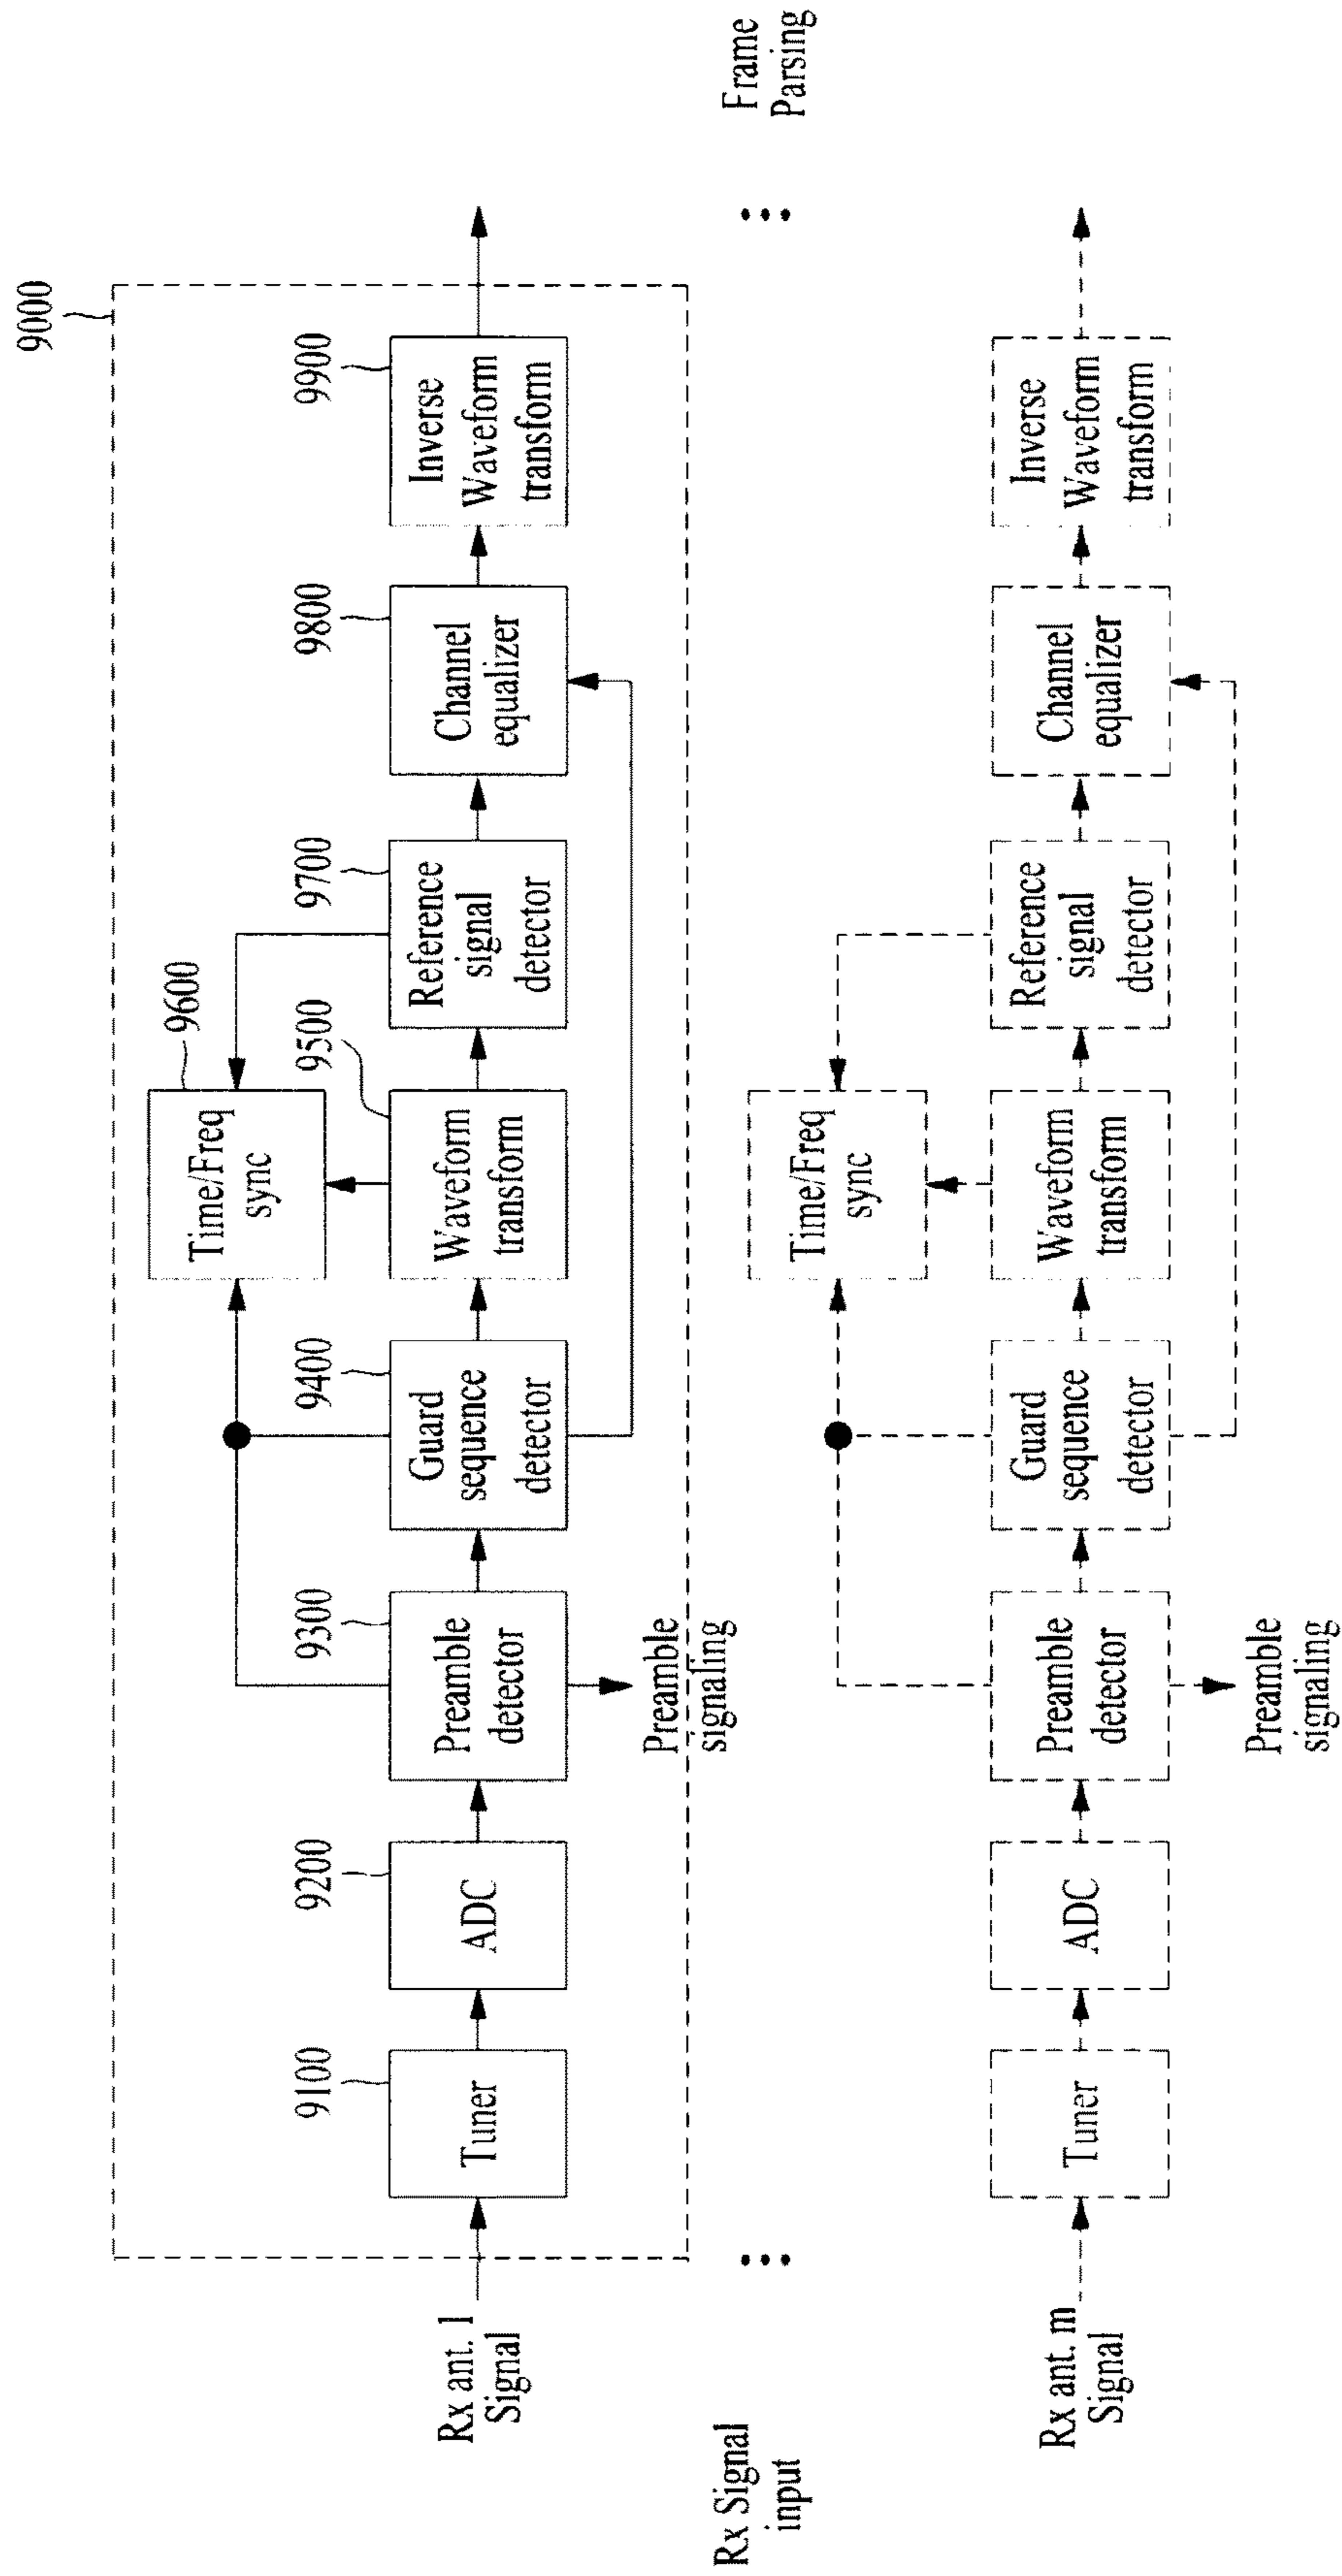 9000
9600
Time/Freq
sync
9100
9200
9300
9400
9500
9700
9800
9900
Rx ant. 1
Signal
Tuner
ADC
Preamble
detector
Guard
sequence
detector
Waveform
transform
Reference
signal
detector
Channel
equalizer
Inverse
Waveform
transform
Preamble
signaling
Rx Signal
input
Frame
Parsing
Time/Freq
sync
Rx ant. m
Signal
Tuner
ADC
Preamble
detector
Guard
sequence
detector
Waveform
transform
Reference
signal
detector
Channel
equalizer
Inverse
Waveform
transform
Preamble
signaling